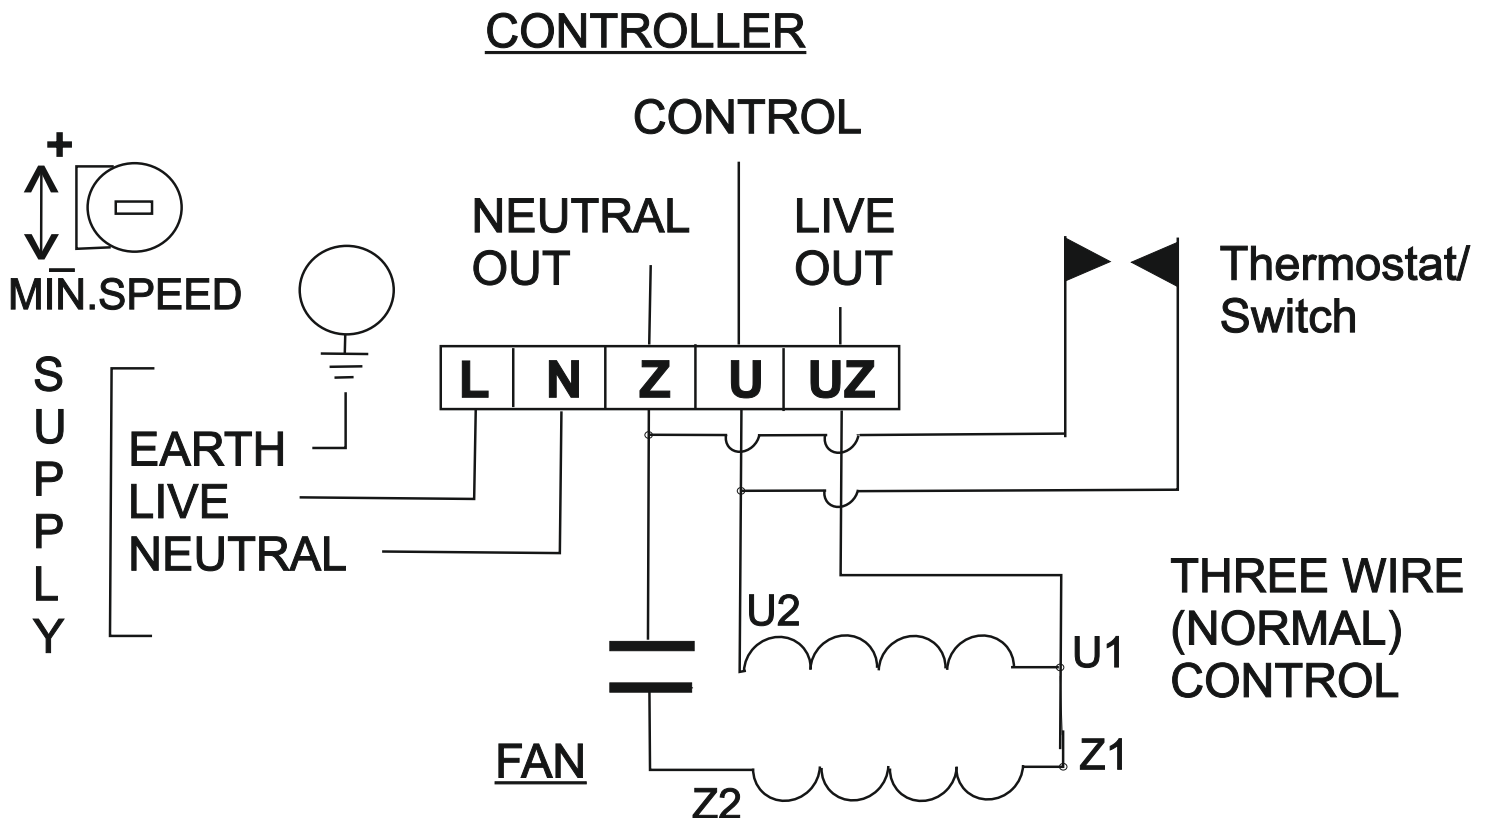 CONTROLLER
CONTROL
+
NEUTRAL
OUT
LIVE
OUT
Thermostat/
Switch
–
MIN.SPEED
L N Z U UZ
SUPPLY
EARTH
LIVE
NEUTRAL
THREE WIRE
(NORMAL)
CONTROL
U2
U1
FAN
Z1
Z2